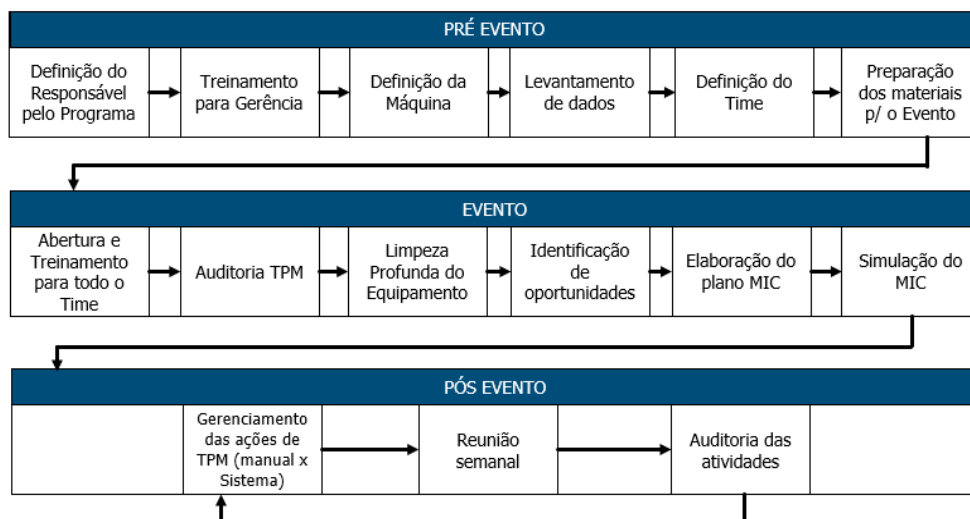 PRÉ EVENTO
Definição do
Responsável
pelo Programa
Treinamento
para Gerência
Definição da
Máquina
Levantamento
de dados
Definição do
Time
Preparação
dos materiais
p/ o Evento
EVENTO
Abertura e
Treinamento
para todo o
Time
Auditoria TPM
Limpeza
Profunda do
Equipamento
Identificação
de
oportunidades
Elaboração do
plano MIC
Simulação do
MIC
PÓS EVENTO
Gerenciamento
das ações de
TPM (manual x
Sistema)
Reunião
semanal
Auditoria das
atividades